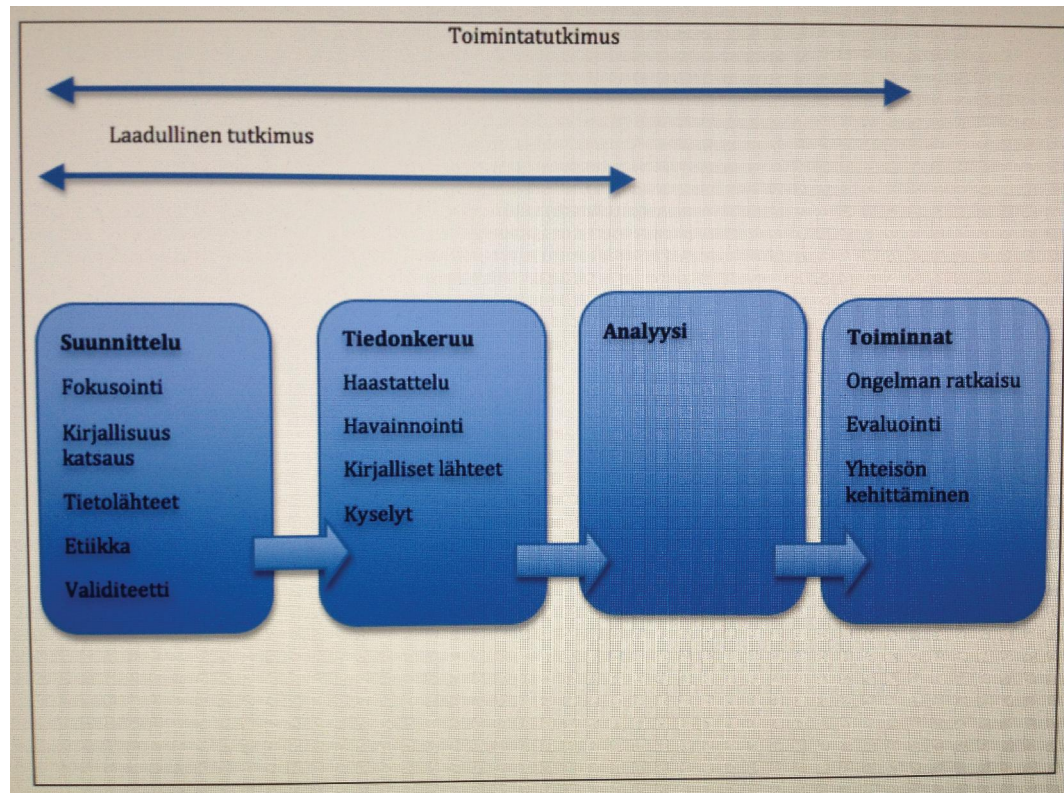 Toimintatutkimus
Laadullinen tutkimus
Suunnittelu
Fokusointi
Kirjallisuus
katsaus
Tietolähteet
Etiikka
Validiteetti
Tiedonkeruu
Haastattelu
Havainnointi
Kirjalliset lähteet
Kyselyt
Analyysi
Toiminnat
Ongelman ratkaisu
Evaluointi
Yhteisön
kehittäminen